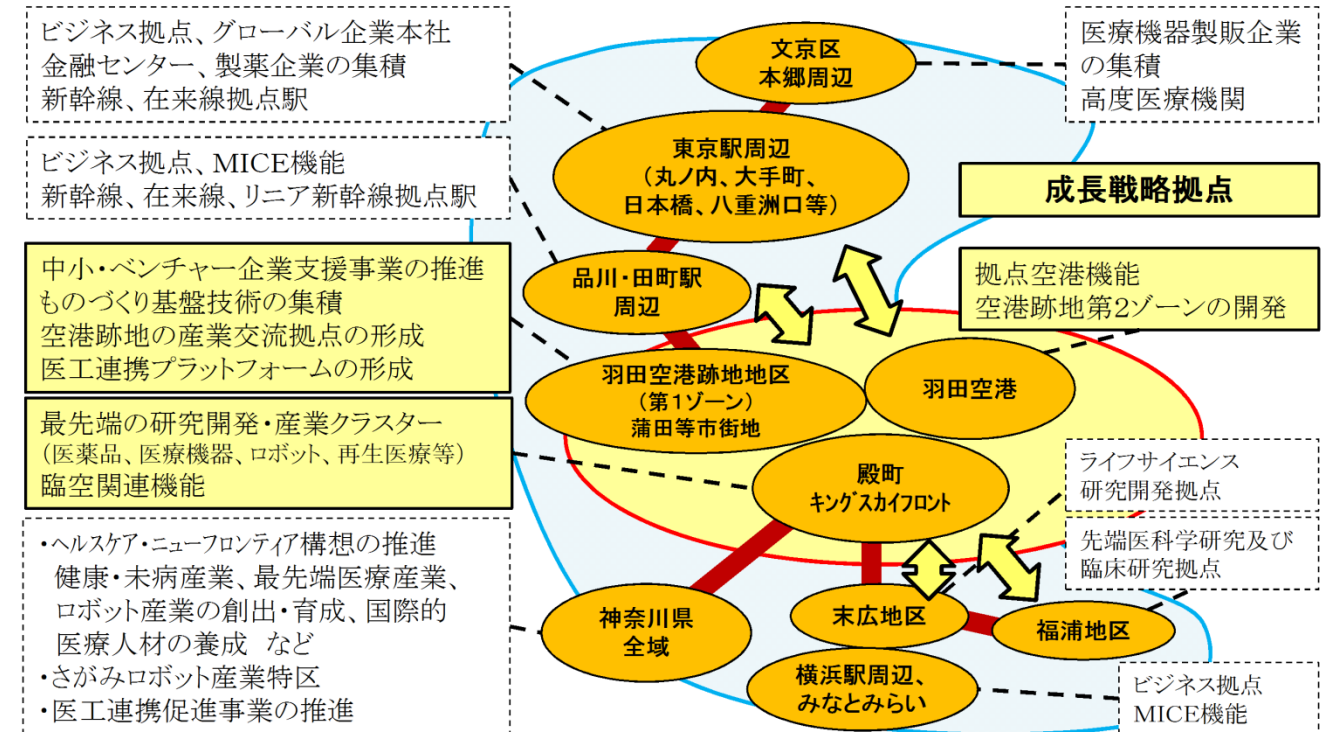 ビジネス拠点、グローバル企業本社
金融センター、製薬企業の集積
新幹線、在来線拠点駅
文京区
本郷周辺
医療機器製販企業
の集積
高度医療機関
ビジネス拠点、MICE機能
新幹線、在来線、リニア新幹線拠点駅
東京駅周辺
(丸ノ内、大手町、
日本橋、八重洲口等)
成長戦略拠点
中小・ベンチャー企業支援事業の推進
ものづくり基盤技術の集積
空港跡地の産業交流拠点の形成
医工連携プラットフォームの形成
品川・田町駅
周辺
拠点空港機能
空港跡地第2ゾーンの開発
羽田空港跡地地区
(第1ゾーン)
蒲田等市街地
羽田空港
最先端の研究開発・産業クラスター
(医薬品、医療機器、ロボット、再生医療等)
臨空関連機能
殿町
キングスカイフロント
ライフサイエンス
研究開発拠点
先端医科学研究及び
臨床研究拠点
・ヘルスケア・ニューフロンティア構想の推進
健康・未病産業、最先端医療産業、
ロボット産業の創出・育成、国際的
医療人材の養成 など
・さがみロボット産業特区
・医工連携促進事業の推進
神奈川県
全域
末広地区
福浦地区
横浜駅周辺、
みなとみらい
ビジネス拠点
MICE機能